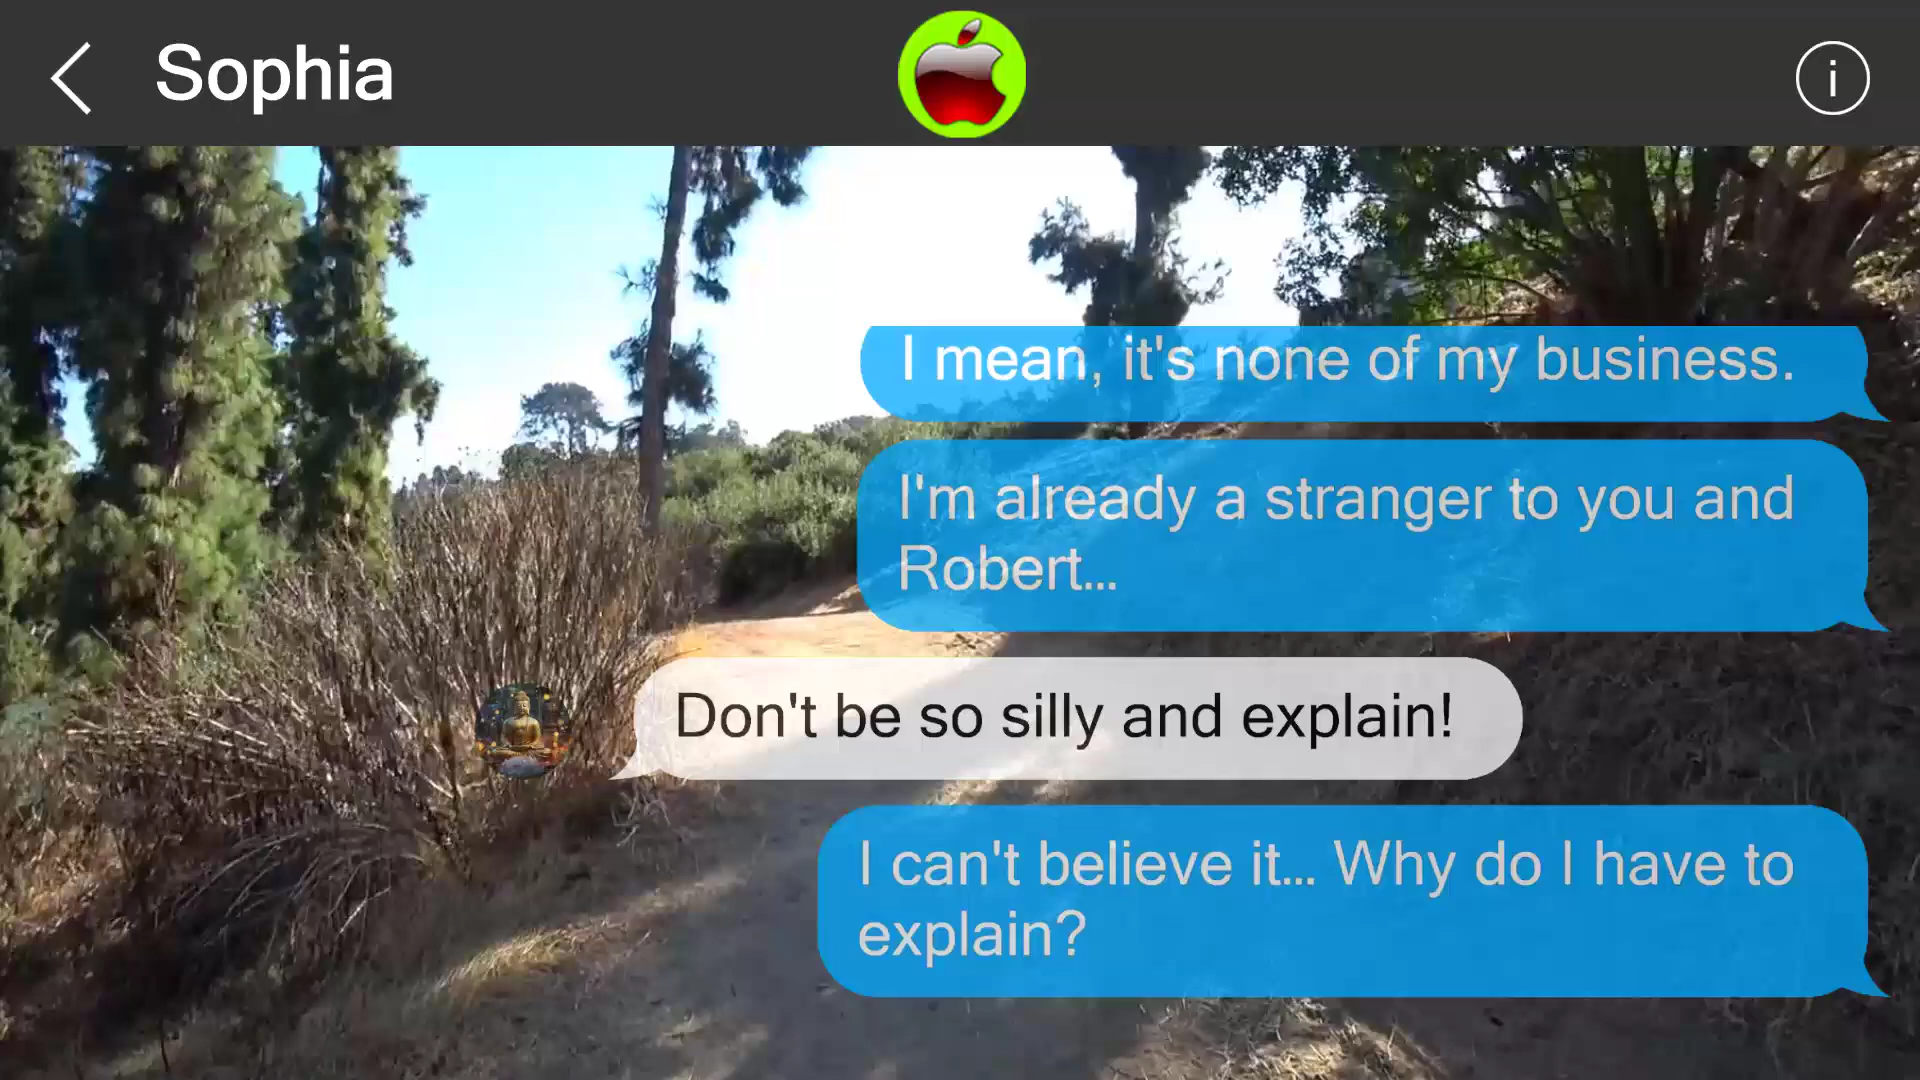 Sophia
i
I mean, it's none of my business.
I'm already a stranger to you and
Robert...
Don't be so silly and explain!
I can't believe it... Why do I have to
explain?